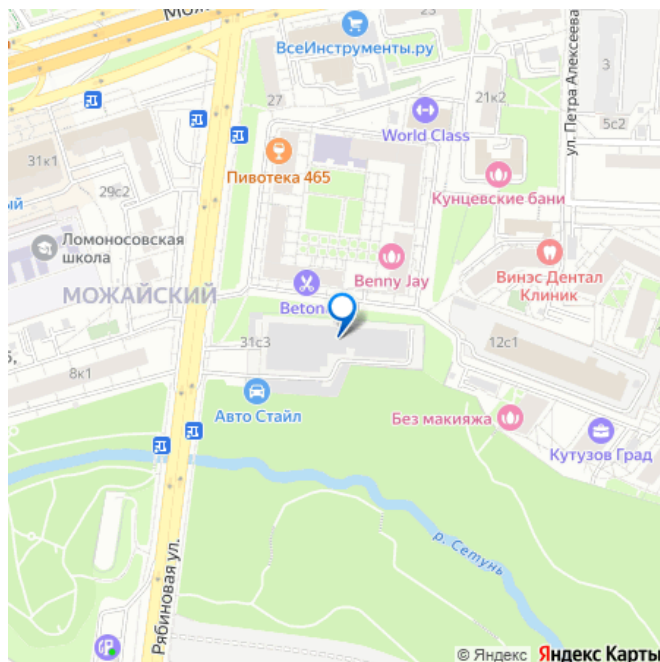 Мож
23
ВсеИнструменты.ру
3
27
21к2
ул. Петра Алексеева
World Class
5с2
31к1
Пивотека 465
29с2
Кунцевские бани
ый
Ломоносовская
школа
Benny Jay
Винэс Дентал
Клиник
МОЖАЙСКИЙ
Beton
31с3
12с1
8к1
Авто Стайл
Без макияжа
Кутузов Град
р. Сетунь
Рябиновая ул.
© Яндекс Яндекс Карты